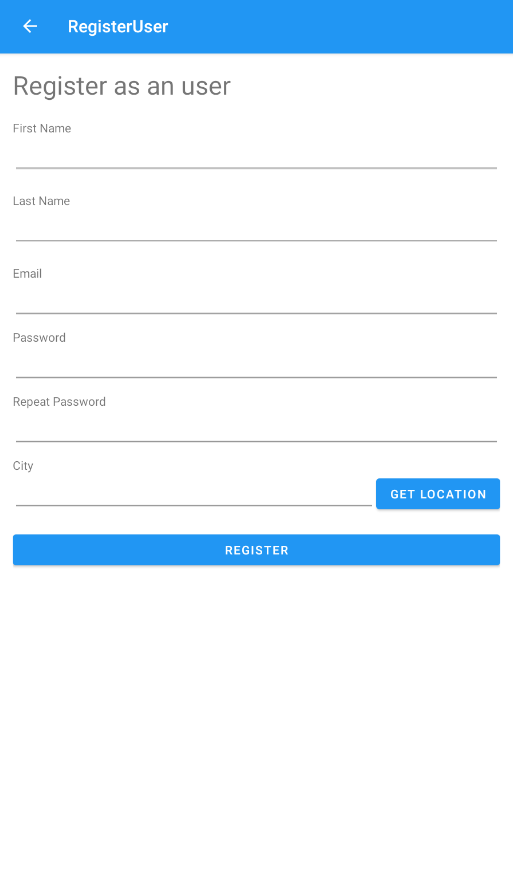 RegisterUser
Register as an user
First Name
Last Name
Email
Password
Repeat Password
City
GET LOCATION
REGISTER